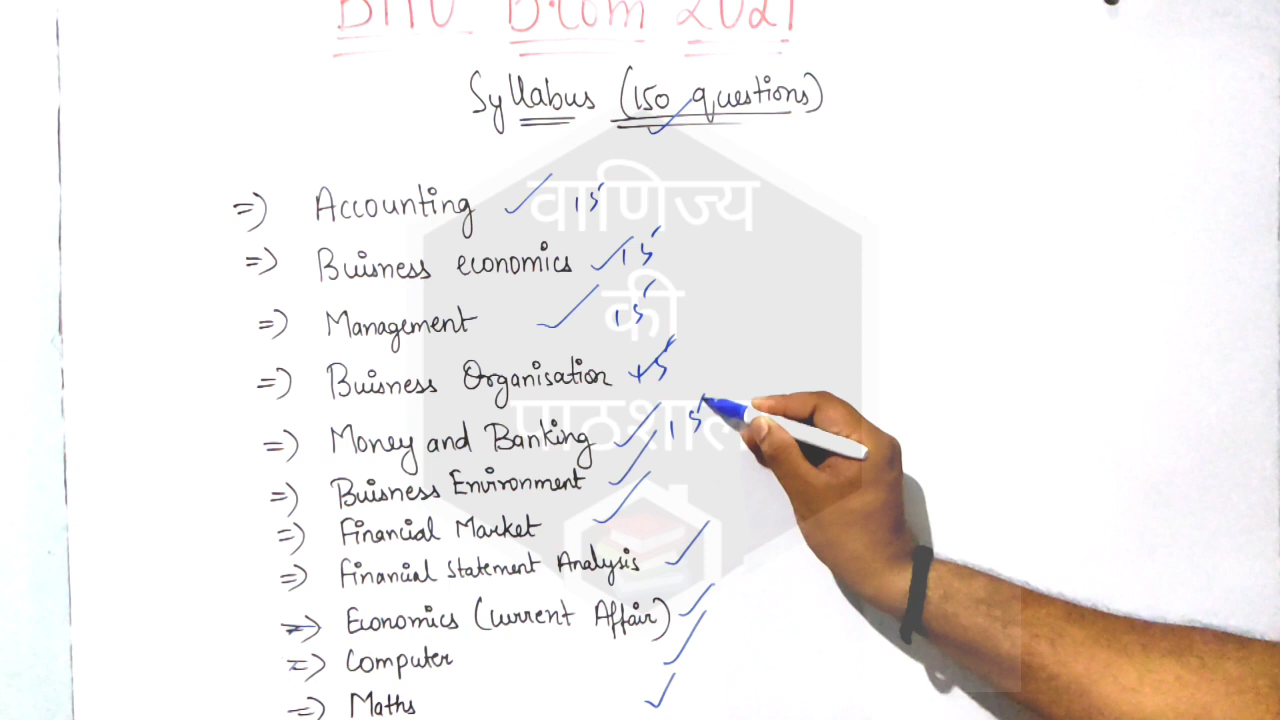 BHU B.Com 2021
Syllabus (150 questions)
=> Accounting 15
=> Buisness economics 15
=> Management 15
=> Buisness Organisation 15
=> Money and Banking 15
=> Buisness Environment
=> Financial Market
=> Financial Statement Analysis
=> Economics (Current Affair)
=> Computer
=> Maths
वाणिज्य
की
पाठशाला